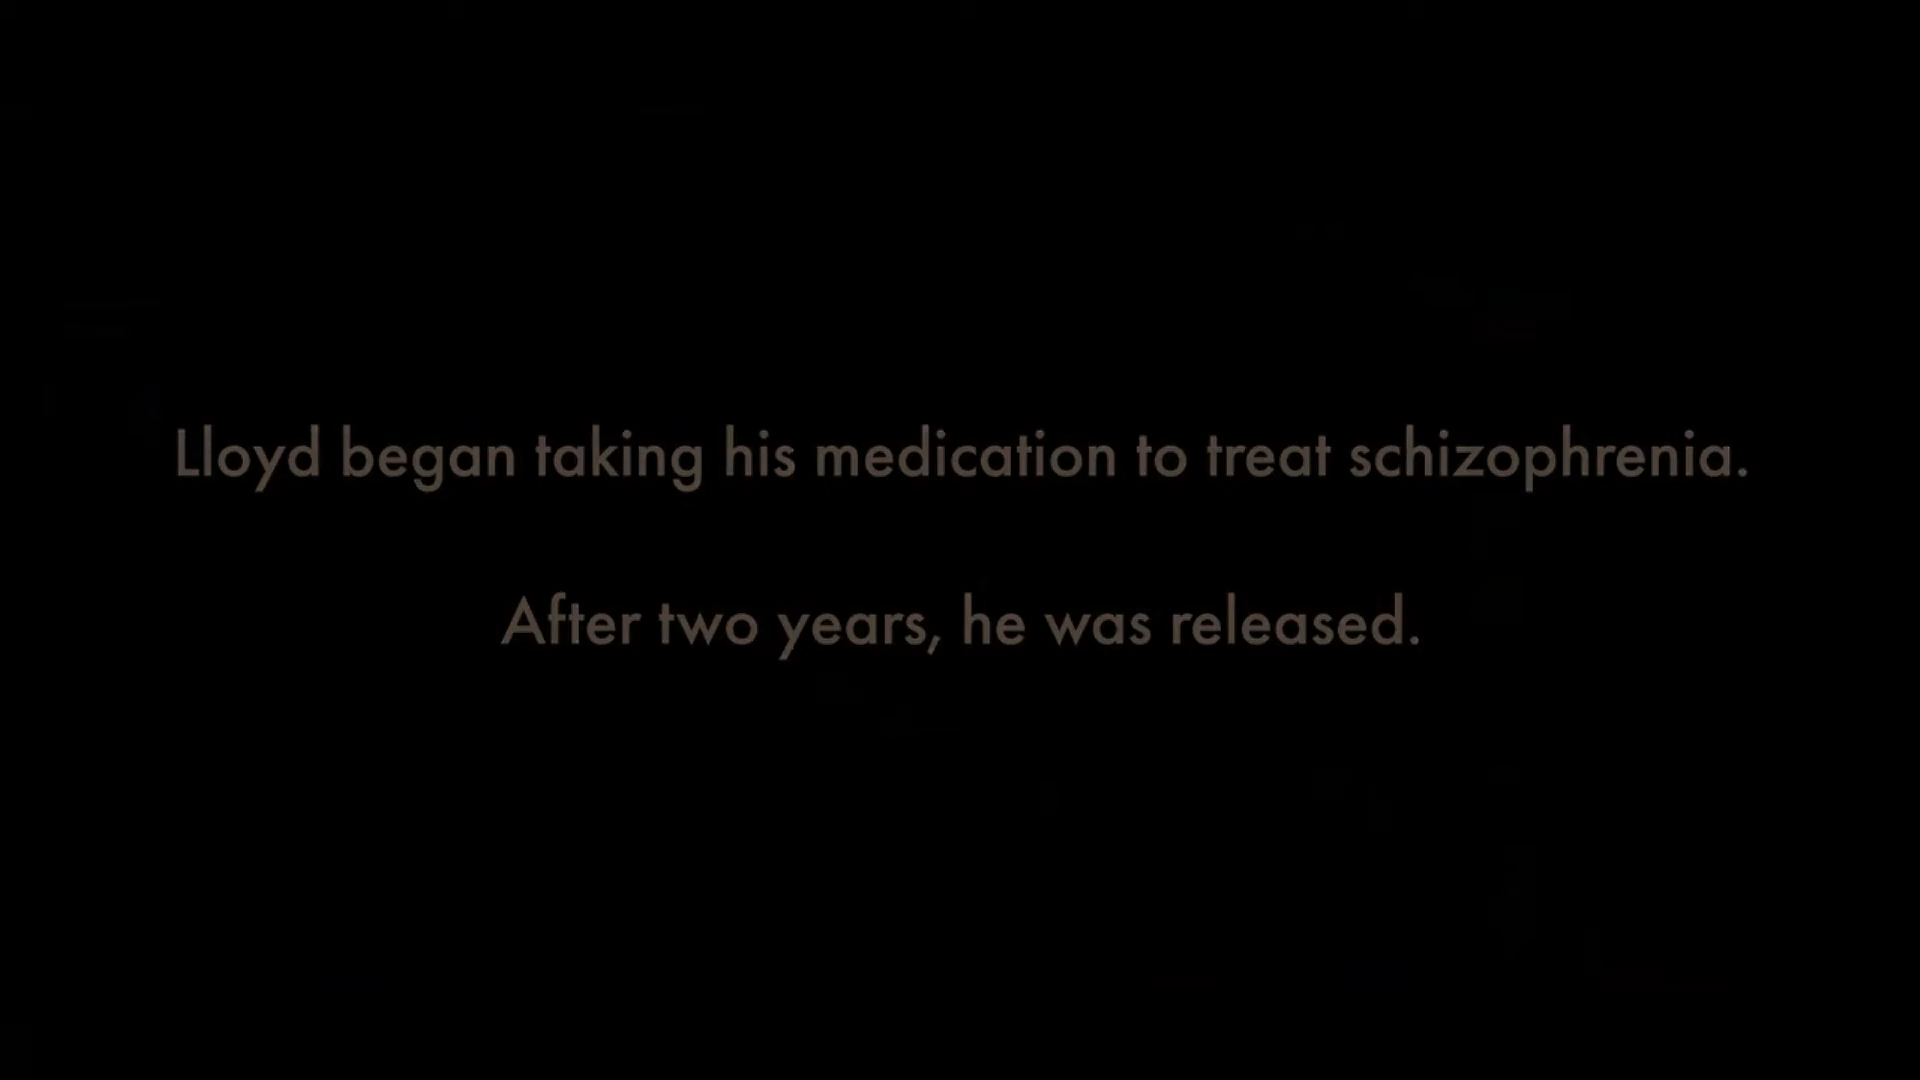 Lloyd began taking his medication to treat schizophrenia.
After two years, he was released.